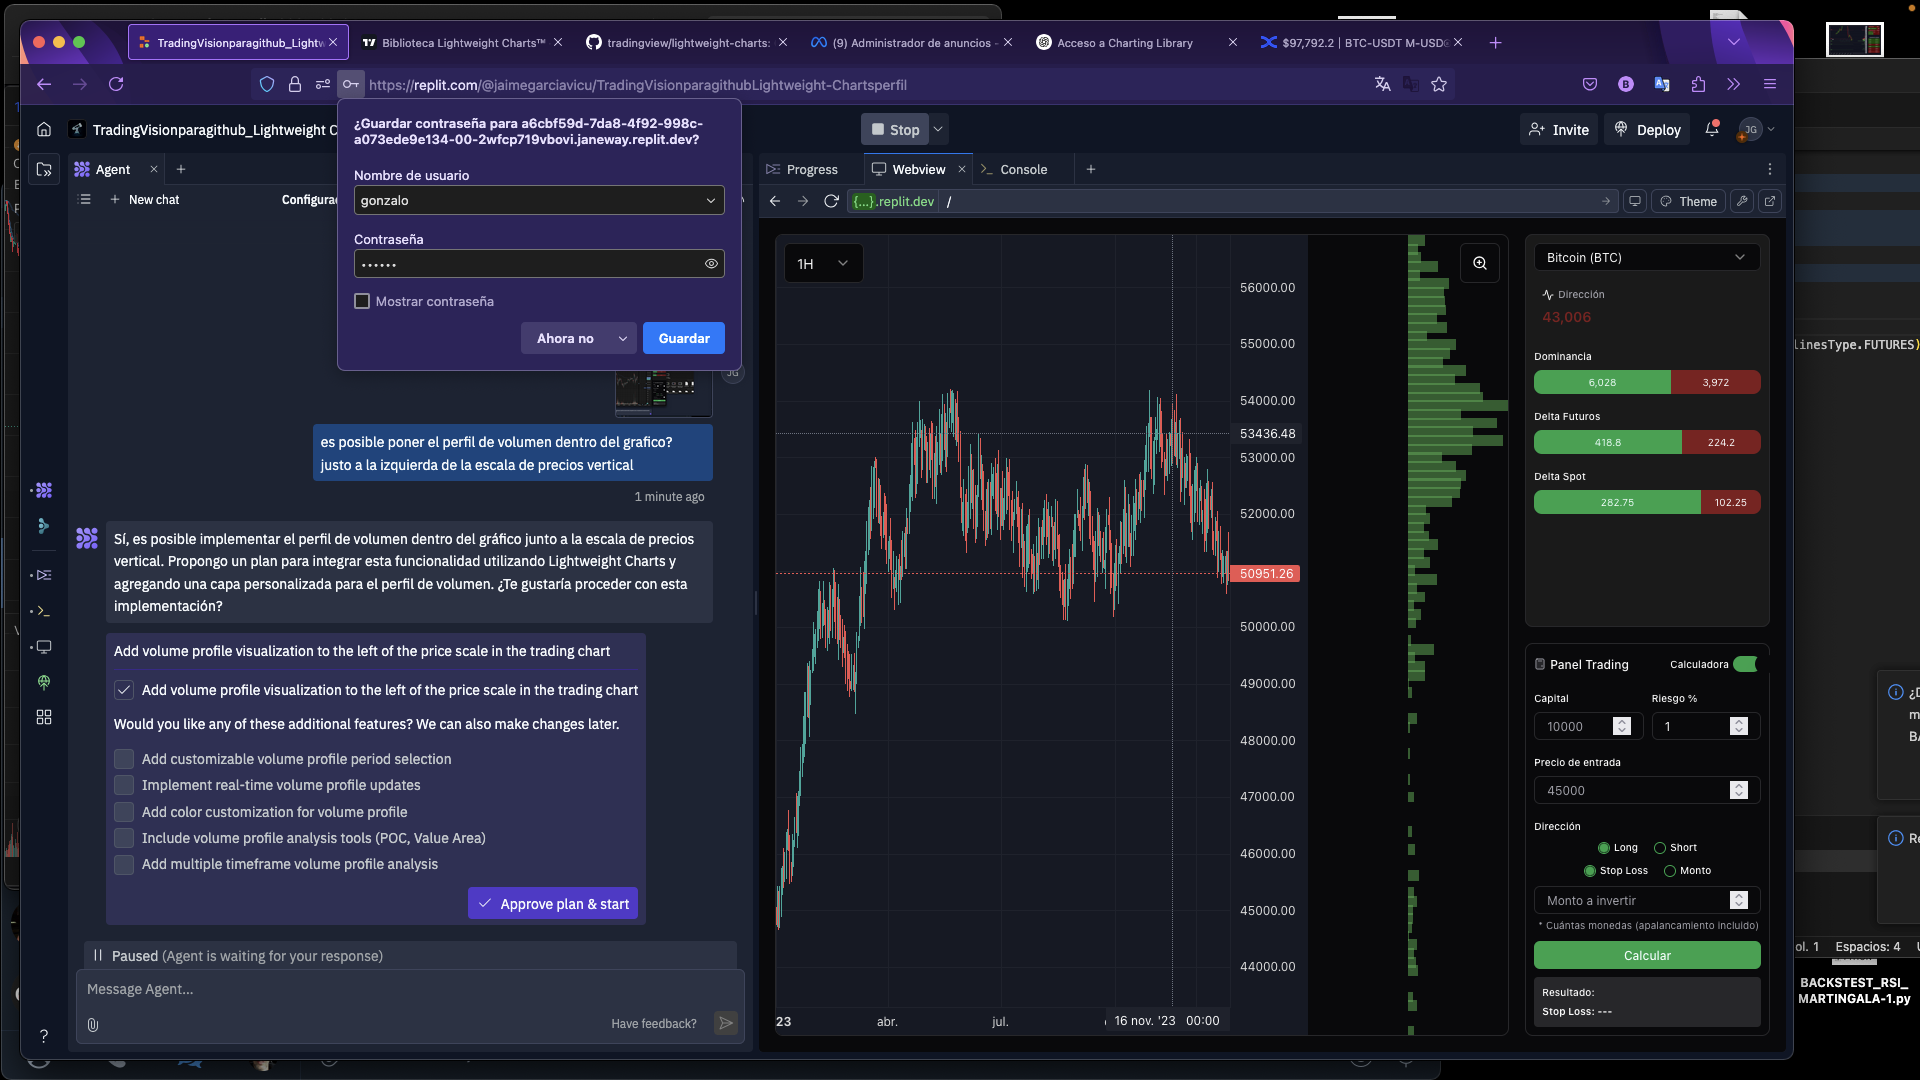 TradingVisionparagithub_Lightw
Biblioteca Lightweight Charts™
tradingview/lightweight-charts:
(9) Administrador de anuncios -
Acceso a Charting Library
$97,792.2 | BTC-USDT M-USD
https://replit.com/@jaimegarciavicu/TradingVisionparagithubLightweight-Chartsperfil
TradingVisionparagithub_Lightweight C
Stop
Invite
Deploy
JG
¿Guardar contraseña para a6cbf59d-7da8-4f92-998c-
a073ede9e134-00-2wfcp719vbovi.janeway.replit.dev?
Nombre de usuario
gonzalo
Contraseña
••••••
Mostrar contraseña
Ahora no
Guardar
Agent
New chat
Configura
JG
es posible poner el perfil de volumen dentro del grafico?
justo a la izquierda de la escala de precios vertical
1 minute ago
Sí, es posible implementar el perfil de volumen dentro del gráfico junto a la escala de precios
vertical. Propongo un plan para integrar esta funcionalidad utilizando Lightweight Charts y
agregando una capa personalizada para el perfil de volumen. ¿Te gustaría proceder con esta
implementación?
Add volume profile visualization to the left of the price scale in the trading chart
Add volume profile visualization to the left of the price scale in the trading chart
Would you like any of these additional features? We can also make changes later.
Add customizable volume profile period selection
Implement real-time volume profile updates
Add color customization for volume profile
Include volume profile analysis tools (POC, Value Area)
Add multiple timeframe volume profile analysis
Approve plan & start
Paused (Agent is waiting for your response)
Message Agent...
Have feedback?
Progress
Webview
Console
{...}.replit.dev
/
Theme
1H
56000.00
55000.00
54000.00
53436.48
53000.00
52000.00
50951.26
50000.00
49000.00
48000.00
47000.00
46000.00
45000.00
44000.00
23
abr.
jul.
16 nov. '23 00:00
Bitcoin (BTC)
Dirección
43,006
Dominancia
6,028
3,972
Delta Futuros
418.8
224.2
Delta Spot
282.75
102.25
Panel Trading
Calculadora
Capital
Riesgo %
10000
1
Precio de entrada
45000
Dirección
Long
Short
Stop Loss
Monto
Monto a invertir
* Cuántas monedas (apalancamiento incluido)
Calcular
Resultado:
Stop Loss: ---
linesType.FUTURES)
ol. 1
Espacios: 4
BACKSTEST_RSI_
MARTINGALA-1.py